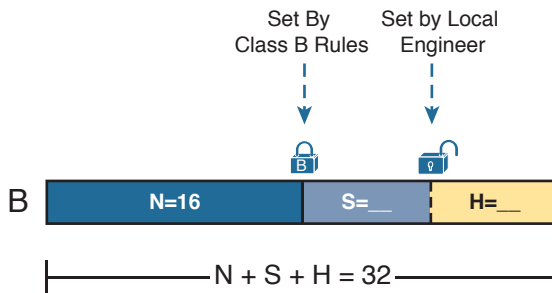 Set By
Class B Rules
Set by Local
Engineer
B
B
N=16
S=__
H=__
N + S + H = 32